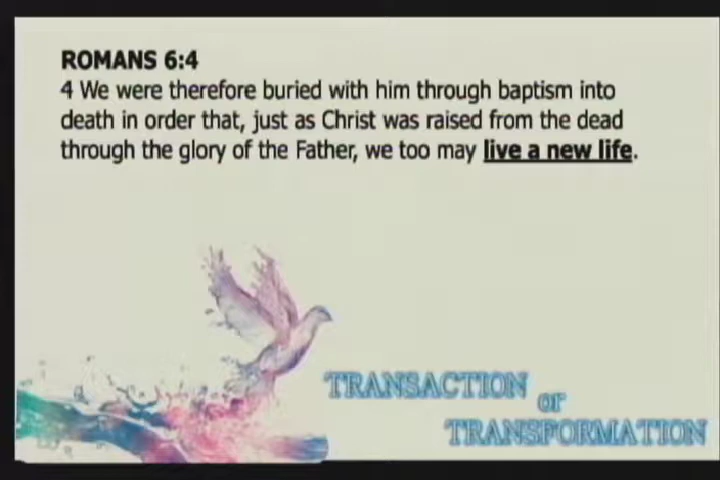 ROMANS 6:4
4 We were therefore buried with him through baptism into
death in order that, just as Christ was raised from the dead
through the glory of the Father, we too may live a new life.
TRANSACTION
or
TRANSFORMATION